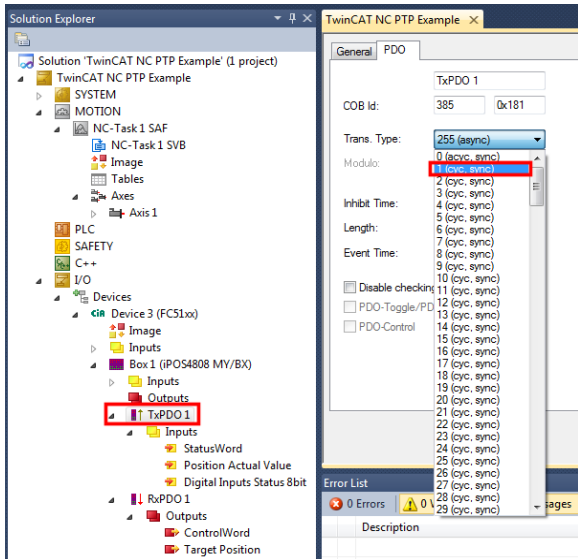 Solution Explorer
Solution 'TwinCAT NC PTP Example' (1 project)
TwinCAT NC PTP Example
SYSTEM
MOTION
NC-Task 1 SAF
NC-Task 1 SVB
Image
Tables
Axes
Axis 1
PLC
SAFETY
C++
I/O
Devices
CiA Device 3 (FC51xx)
Image
Inputs
Box 1 (iPOS4808 MY/BX)
Inputs
Outputs
TxPDO 1
Inputs
StatusWord
Position Actual Value
Digital Inputs Status 8bit
RxPDO 1
Outputs
ControlWord
Target Position
TwinCAT NC PTP Example
General PDO
TxPDO 1
COB Id: 385 0x181
Trans. Type: 255 (async)
Modulo:
Inhibit Time:
Length:
Event Time:
Disable checking
PDO-Toggle/PD
PDO-Control
0 (acyc, sync)
1 (cyc, sync)
2 (cyc, sync)
3 (cyc, sync)
4 (cyc, sync)
5 (cyc, sync)
6 (cyc, sync)
7 (cyc, sync)
8 (cyc, sync)
9 (cyc, sync)
10 (cyc, sync)
11 (cyc, sync)
12 (cyc, sync)
13 (cyc, sync)
14 (cyc, sync)
15 (cyc, sync)
16 (cyc, sync)
17 (cyc, sync)
18 (cyc, sync)
19 (cyc, sync)
20 (cyc, sync)
21 (cyc, sync)
22 (cyc, sync)
23 (cyc, sync)
24 (cyc, sync)
25 (cyc, sync)
26 (cyc, sync)
27 (cyc, sync)
28 (cyc, sync)
29 (cyc, sync)
Error List
0 Errors 0 ssages
Description